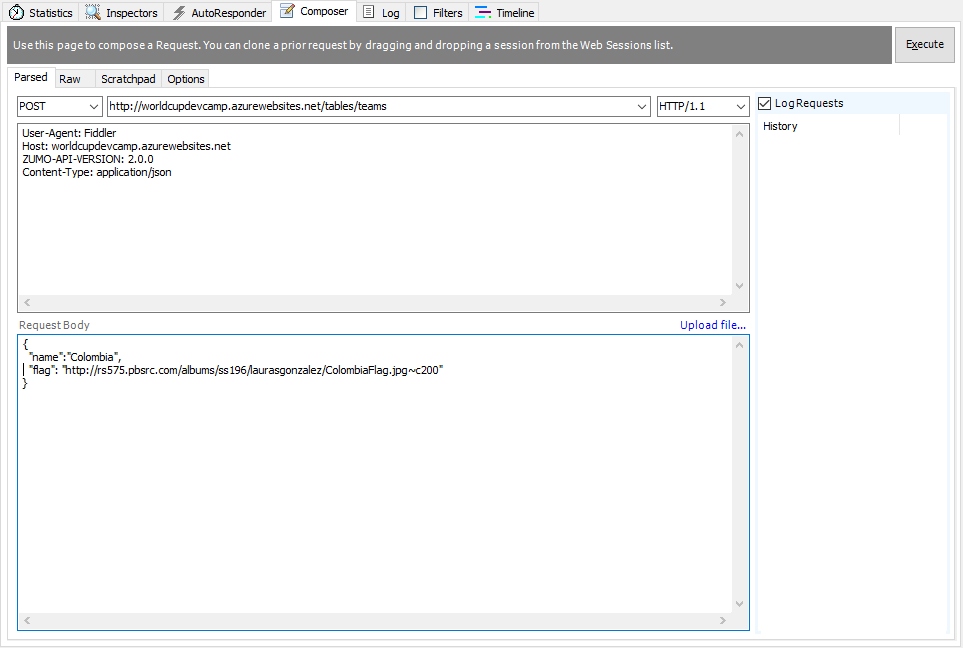 Statistics Inspectors AutoResponder Composer Log Filters Timeline
Use this page to compose a Request. You can clone a prior request by dragging and dropping a session from the Web Sessions list.
Execute
Parsed Raw Scratchpad Options
POST http://worldcupdevcamp.azurewebsites.net/tables/teams HTTP/1.1
Log Requests
History
User-Agent: Fiddler
Host: worldcupdevcamp.azurewebsites.net
ZUMO-API-VERSION: 2.0.0
Content-Type: application/json
Request Body Upload file...
{
"name":"Colombia",
"flag": "http://rs575.pbsrc.com/albums/ss196/laurasgonzalez/ColombiaFlag.jpg~c200"
}